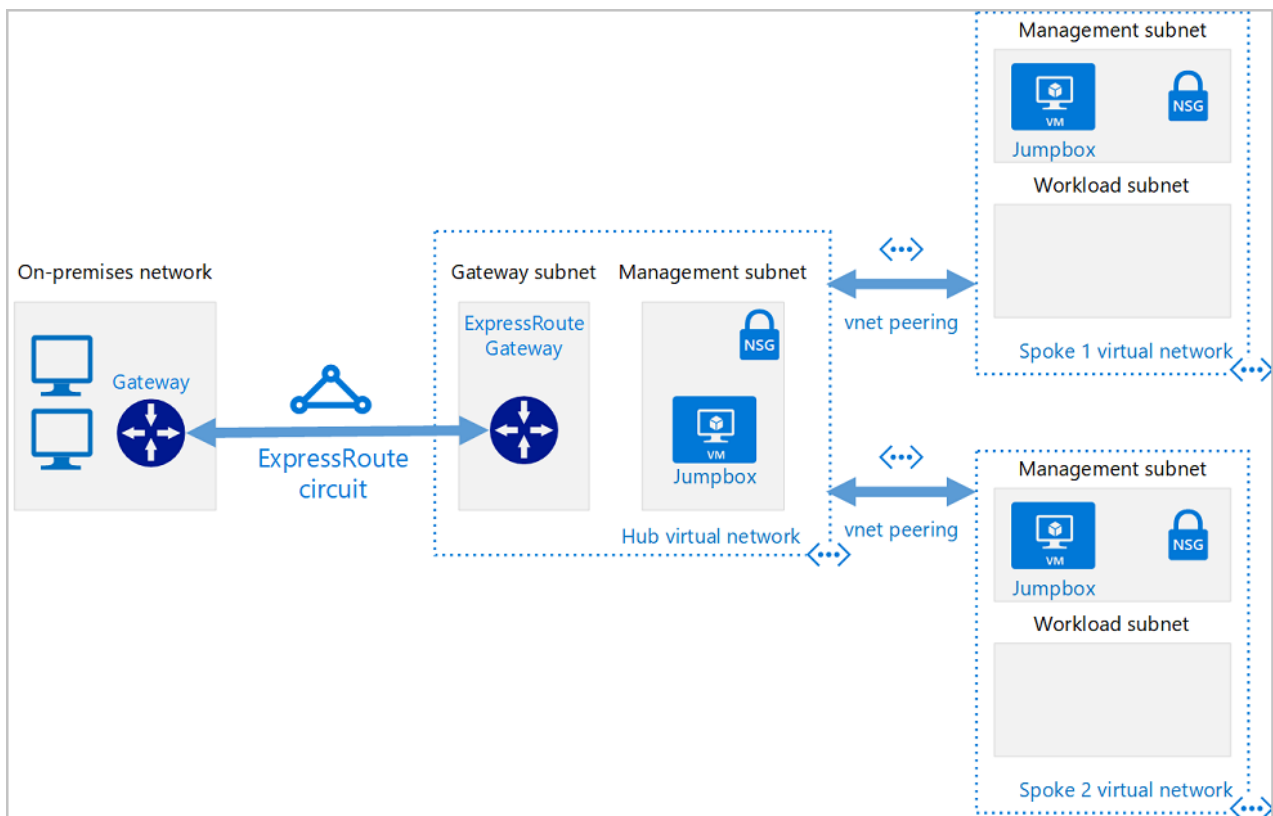 On-premises network
Gateway
ExpressRoute
circuit
Gateway subnet
ExpressRoute
Gateway
Management subnet
NSG
VM
Jumpbox
Hub virtual network
vnet peering
vnet peering
Management subnet
VM
NSG
Jumpbox
Workload subnet
Spoke 1 virtual network
Management subnet
VM
NSG
Jumpbox
Workload subnet
Spoke 2 virtual network